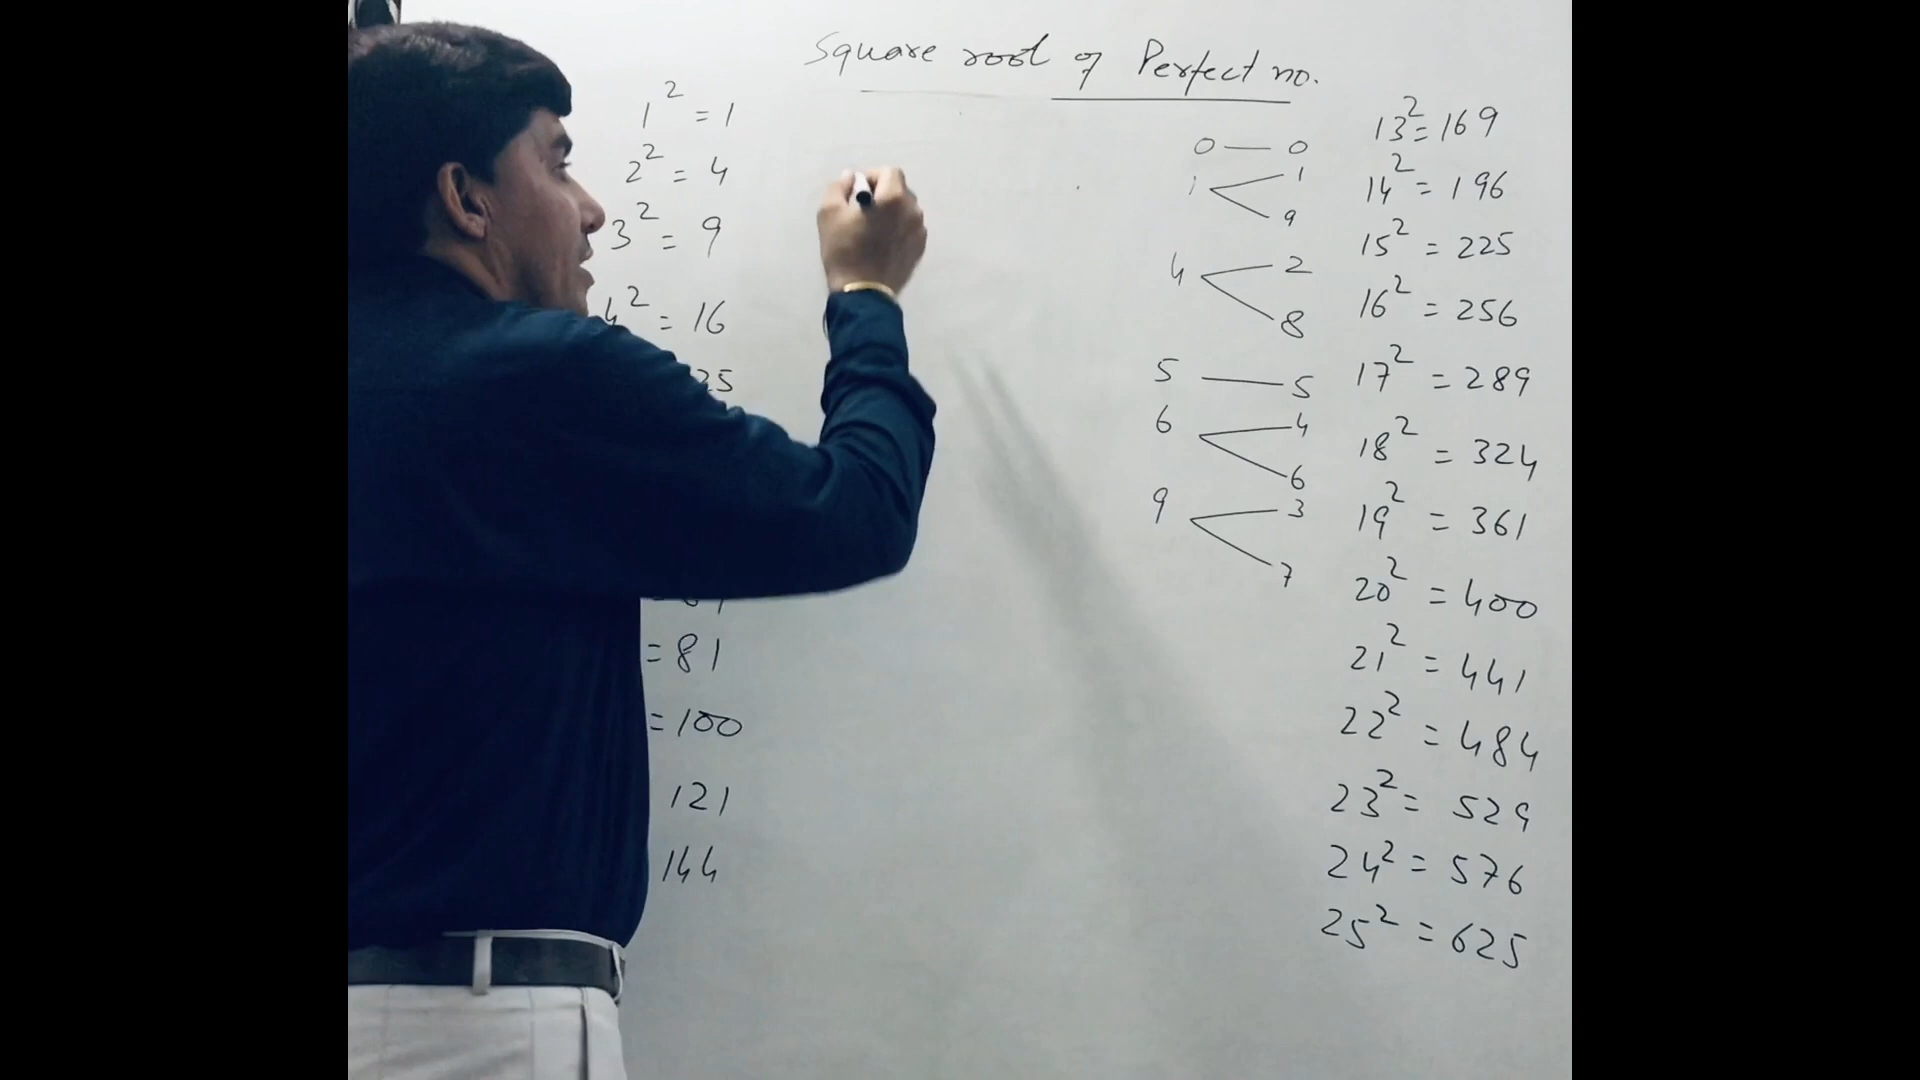 Square root of Perfect no.
1² = 1
2² = 4
3² = 9
4² = 16
25
= 81
= 100
121
144
0 — 0
1 < 1
9
4 < 2
8
5 — 5
6 < 4
6
9 < 3
7
13² = 169
14² = 196
15² = 225
16² = 256
17² = 289
18² = 324
19² = 361
20² = 400
21² = 441
22² = 484
23² = 529
24² = 576
25² = 625